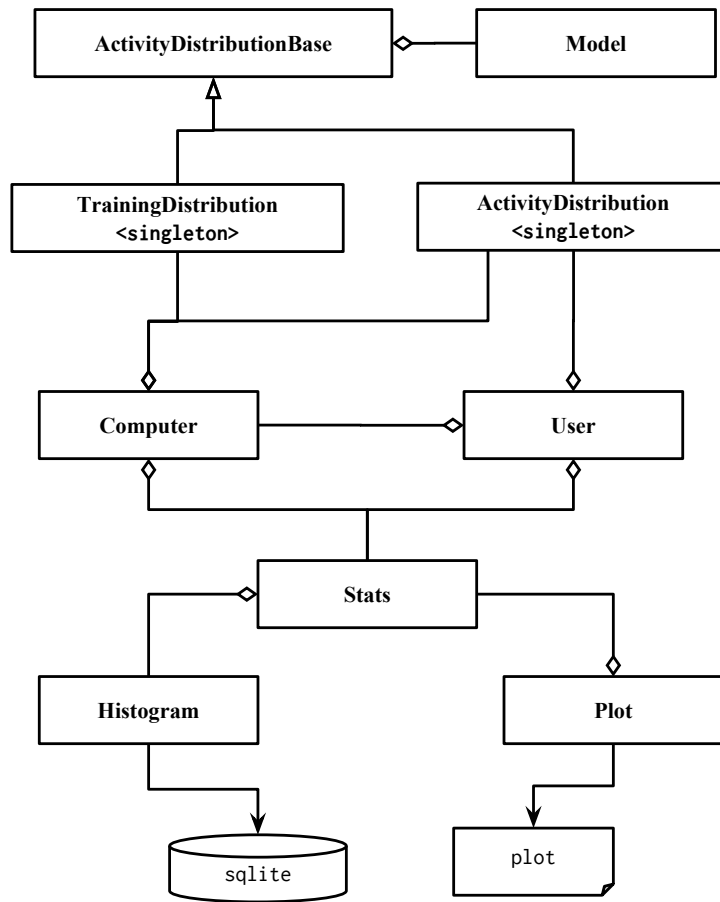 ActivityDistributionBase
Model
TrainingDistribution
<singleton>
ActivityDistribution
<singleton>
Computer
User
Stats
Histogram
Plot
sqlite
plot